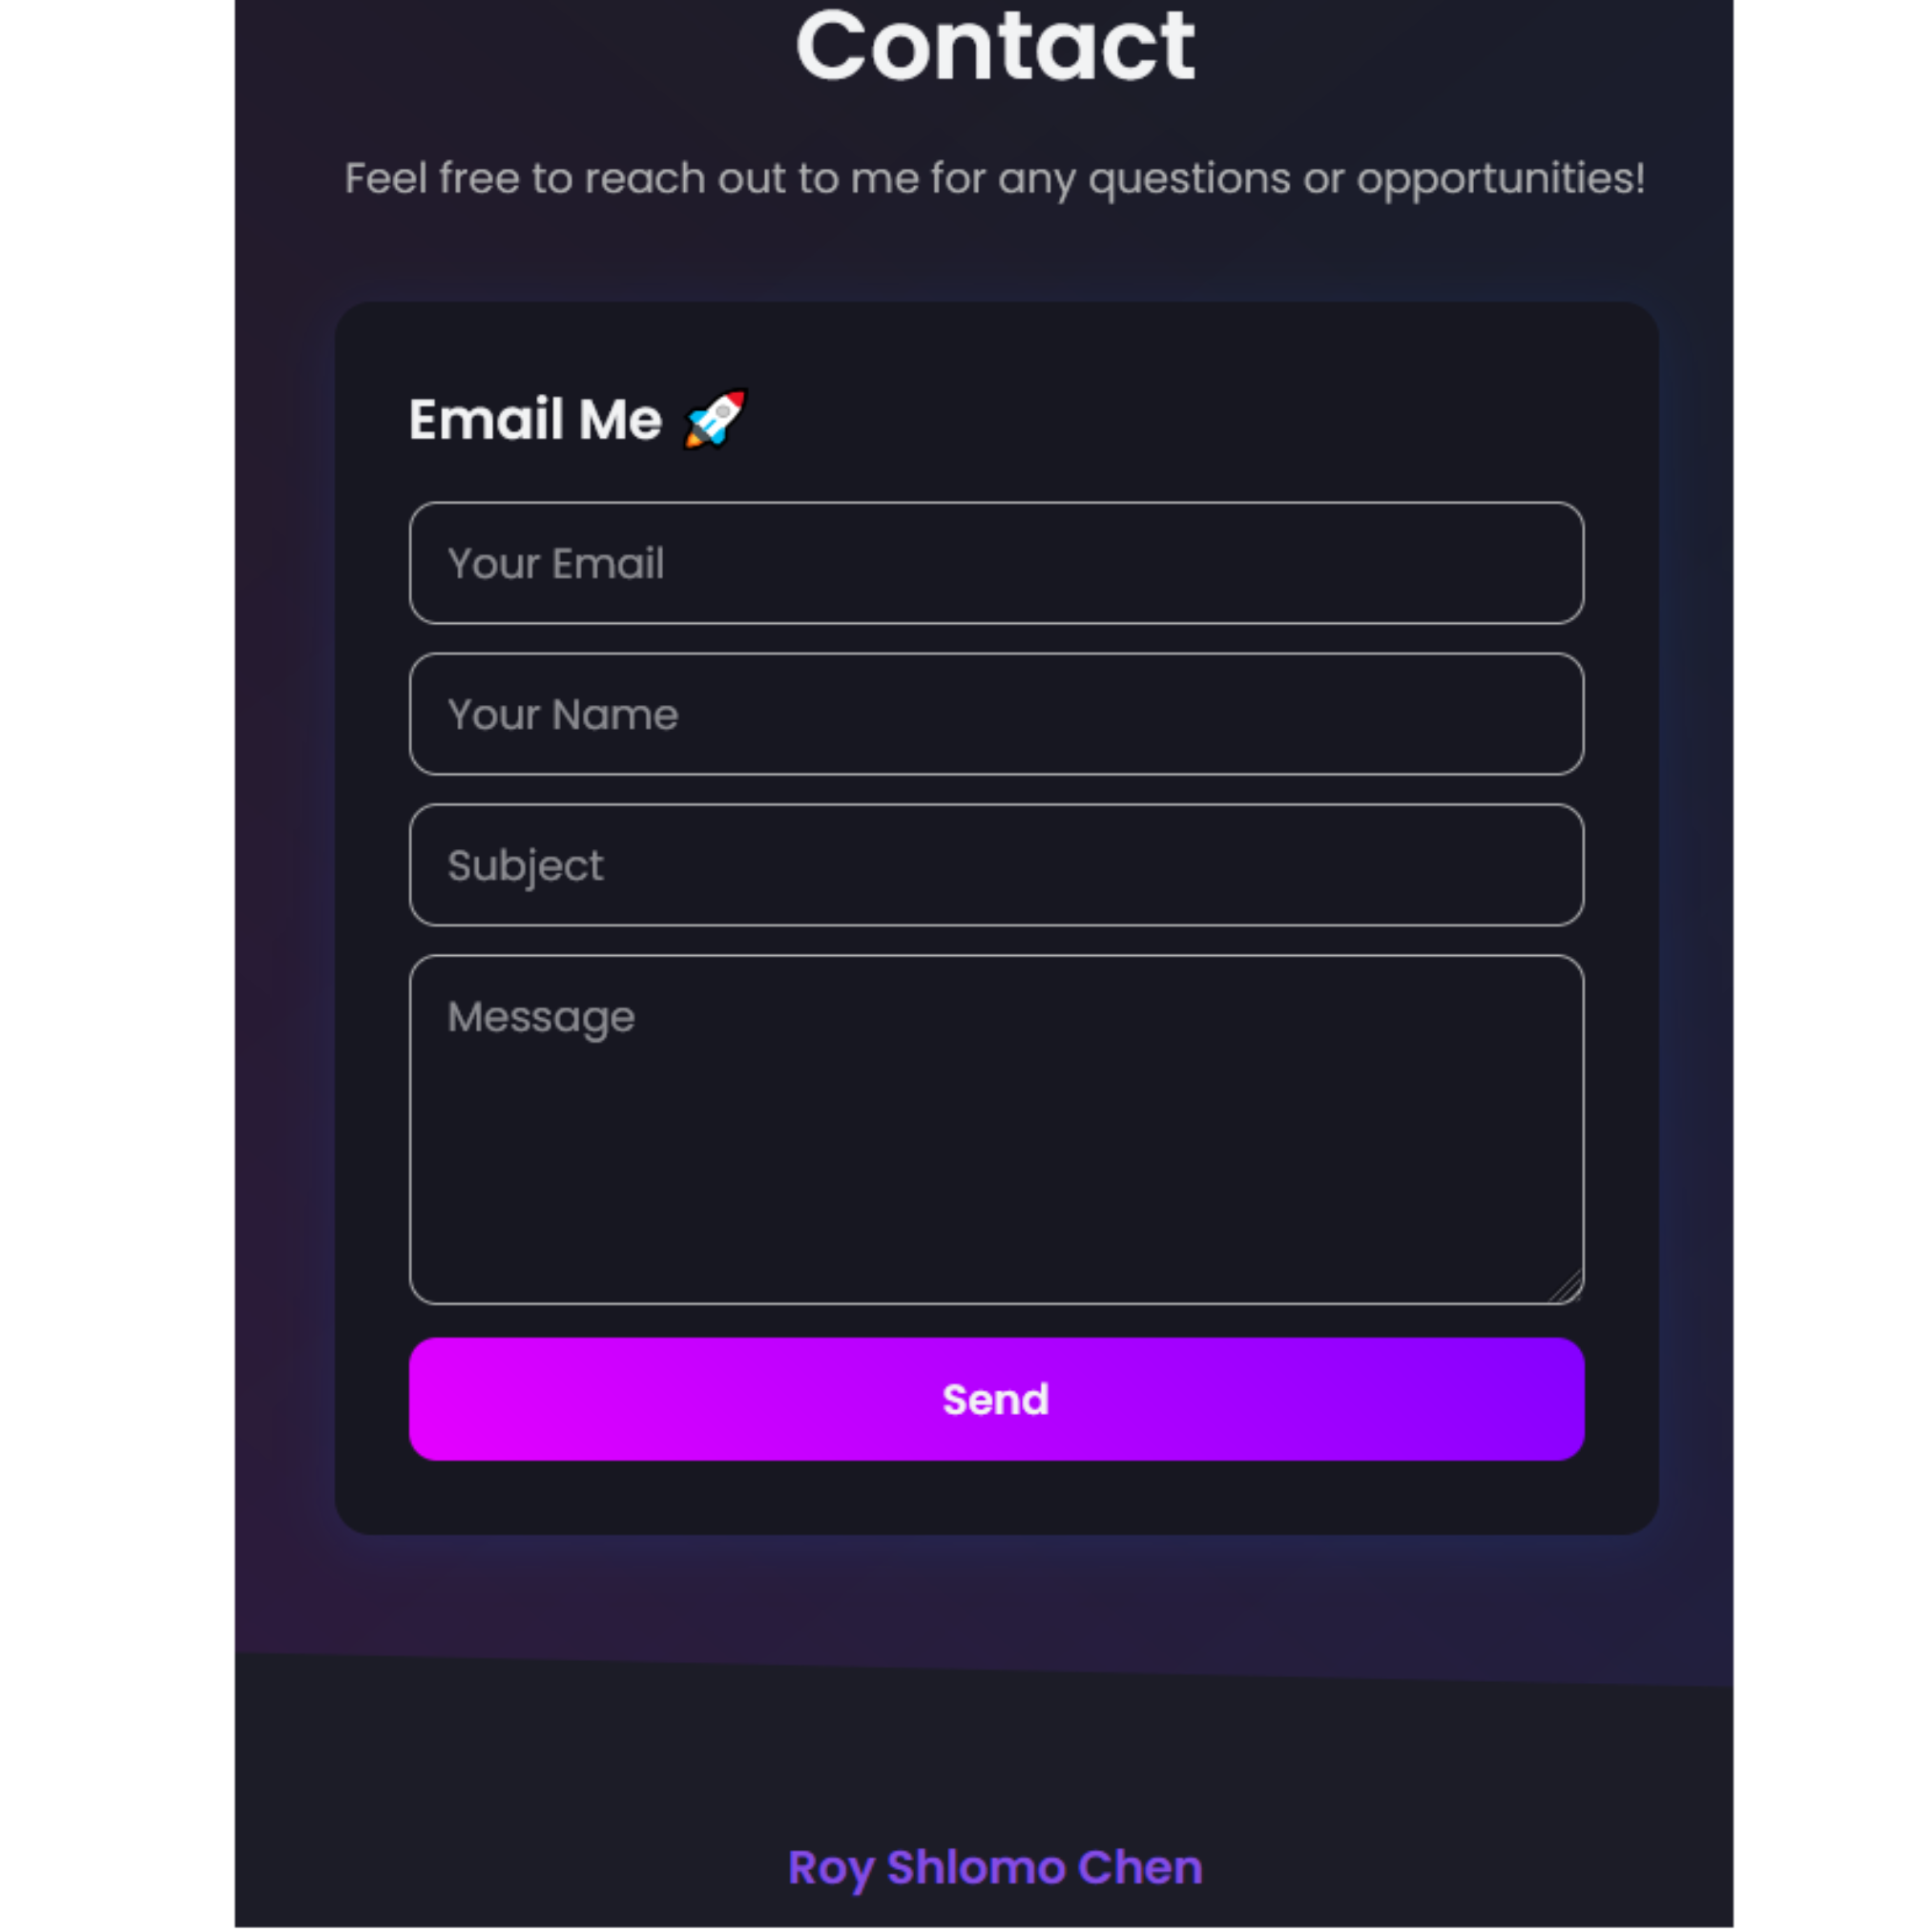 Contact
Feel free to reach out to me for any questions or opportunities!
Email Me 🚀
Your Email
Your Name
Subject
Message
Send
Roy Shlomo Chen